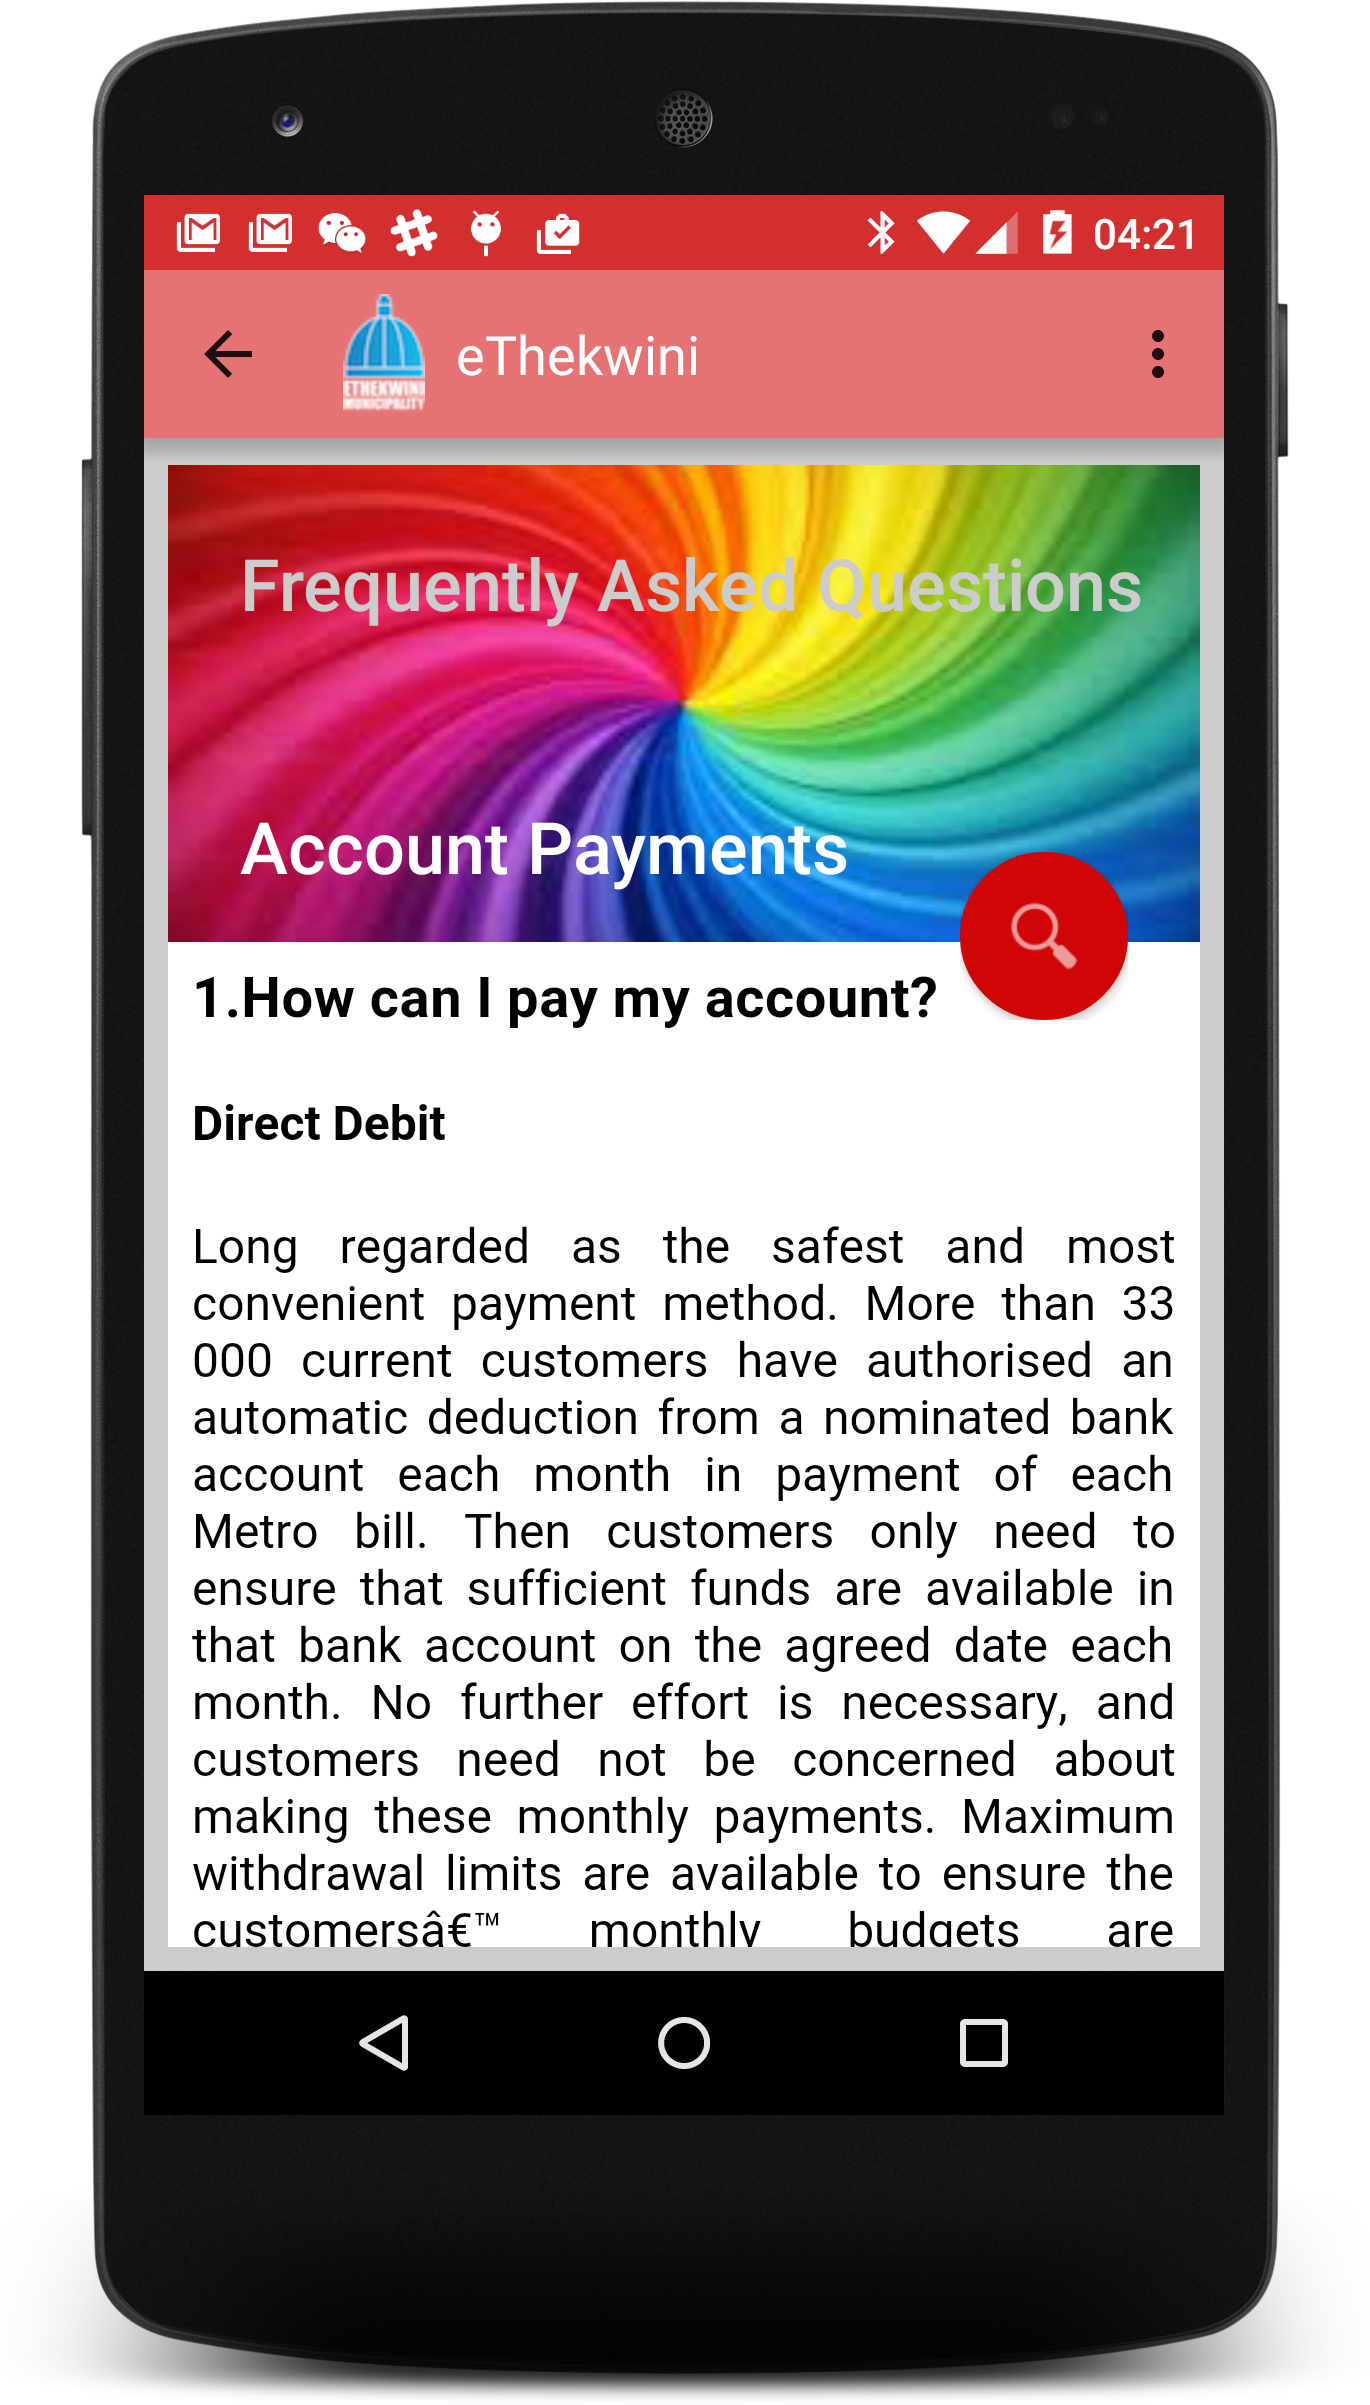 04:21
ETHEKWINI
MUNICIPALITY
eThekwini
Frequently Asked Questions
Account Payments
1.How can I pay my account?
Direct Debit
Long regarded as the safest and most
convenient payment method. More than 33
000 current customers have authorised an
automatic deduction from a nominated bank
account each month in payment of each
Metro bill. Then customers only need to
ensure that sufficient funds are available in
that bank account on the agreed date each
month. No further effort is necessary, and
customers need not be concerned about
making these monthly payments. Maximum
withdrawal limits are available to ensure the
customersâ€™ monthly budgets are